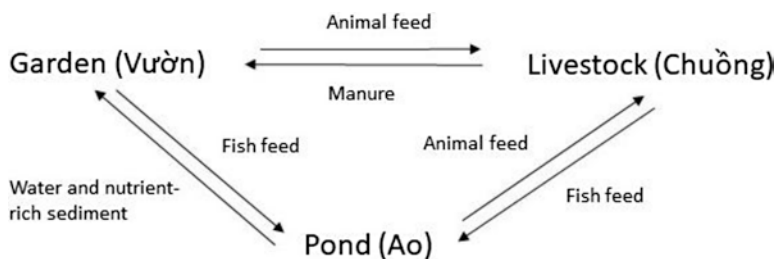 Animal feed
Garden (Vườn)
Livestock (Chuồng)
Manure
Fish feed
Animal feed
Water and nutrient-
rich sediment
Fish feed
Pond (Ao)